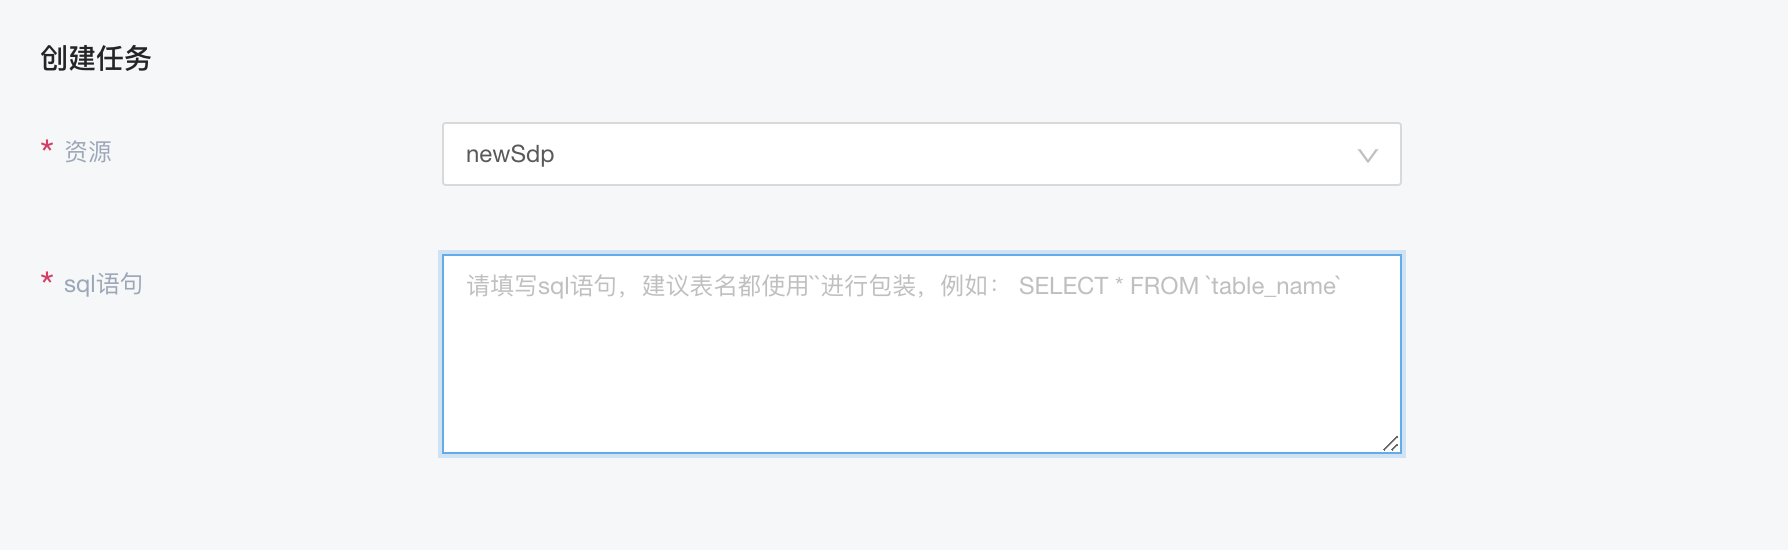 创建任务
* 资源
newSdp
* sql语句
请填写sql语句，建议表名都使用``进行包装，例如： SELECT * FROM `table_name`